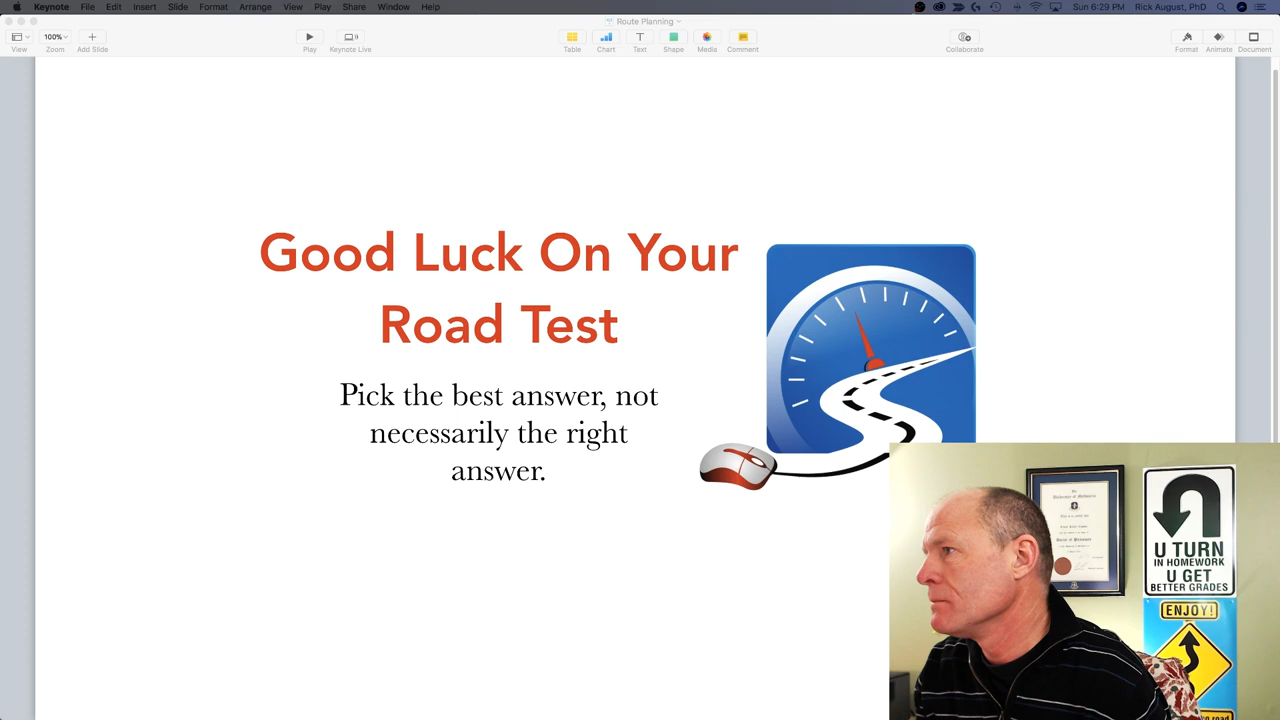 Keynote File Edit Insert Slide Format Arrange View Play Share Window Help Sun 6:29 PM Rick August, PhD
Route Planning
100%
View Zoom Add Slide Play Keynote Live Table Chart Text Shape Media Comment Collaborate Format Animate Document
Good Luck On Your
Road Test
Pick the best answer, not
necessarily the right
answer.
U TURN
IN HOMEWORK
U GET
BETTER GRADES
ENJOY!